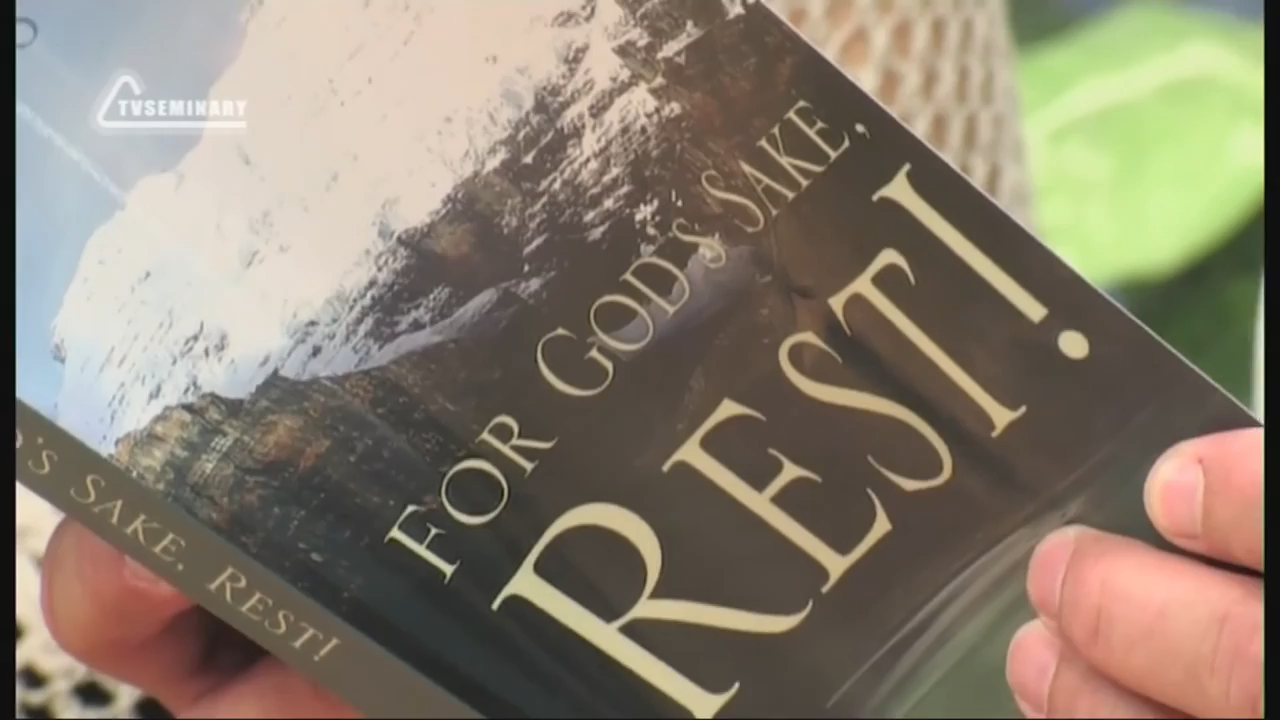 TVSEMINARY
FOR GOD'S SAKE,
REST!
'S SAKE, REST!